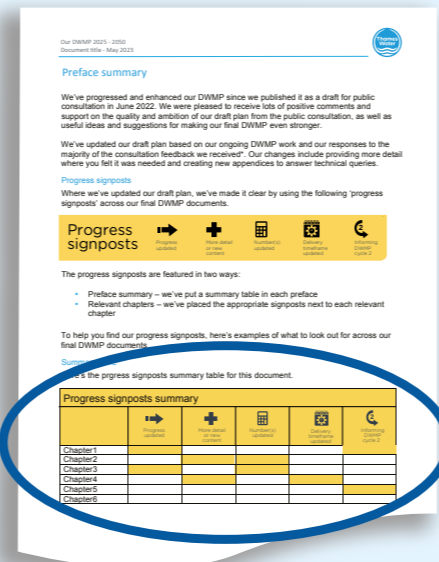 Our DWMP 2025 - 2050
Document title - May 2023
Thames
Water
Preface summary
We've progressed and enhanced our DWMP since we published it as a draft for public
consultation in June 2022. We were pleased to receive lots of positive comments and
support on the quality and ambition of our draft plan from the public consultation, as well as
useful ideas and suggestions for making our final DWMP even stronger.
We've updated our draft plan based on our ongoing DWMP work and our responses to the
majority of the consultation feedback we received*. Our changes include providing more detail
where you felt it was needed and creating new appendices to answer technical queries.
Progress signposts
Where we've updated our draft plan, we've made it clear by using the following 'progress
signposts' across our final DWMP documents.
Progress
signposts
Progress
updated
More detail
or new
content
Number(s)
updated
Delivery
timeframe
updated
Informing
DWMP
cycle 2
The progress signposts are featured in two ways:
• Preface summary – we've put a summary table in each preface
• Relevant chapters – we've placed the appropriate signposts next to each relevant
chapter
To help you find our progress signposts, here's examples of what to look out for across our
final DWMP documents
the prgress signposts summary table for this document.
Progress signposts summary
Progress
updated
More detail
or new
content
Number(s)
updated
Delivery
timeframe
updated
Informing
DWMP
cycle 2
Chapter1
Chapter2
Chapter3
Chapter4
Chapter5
Chapter6